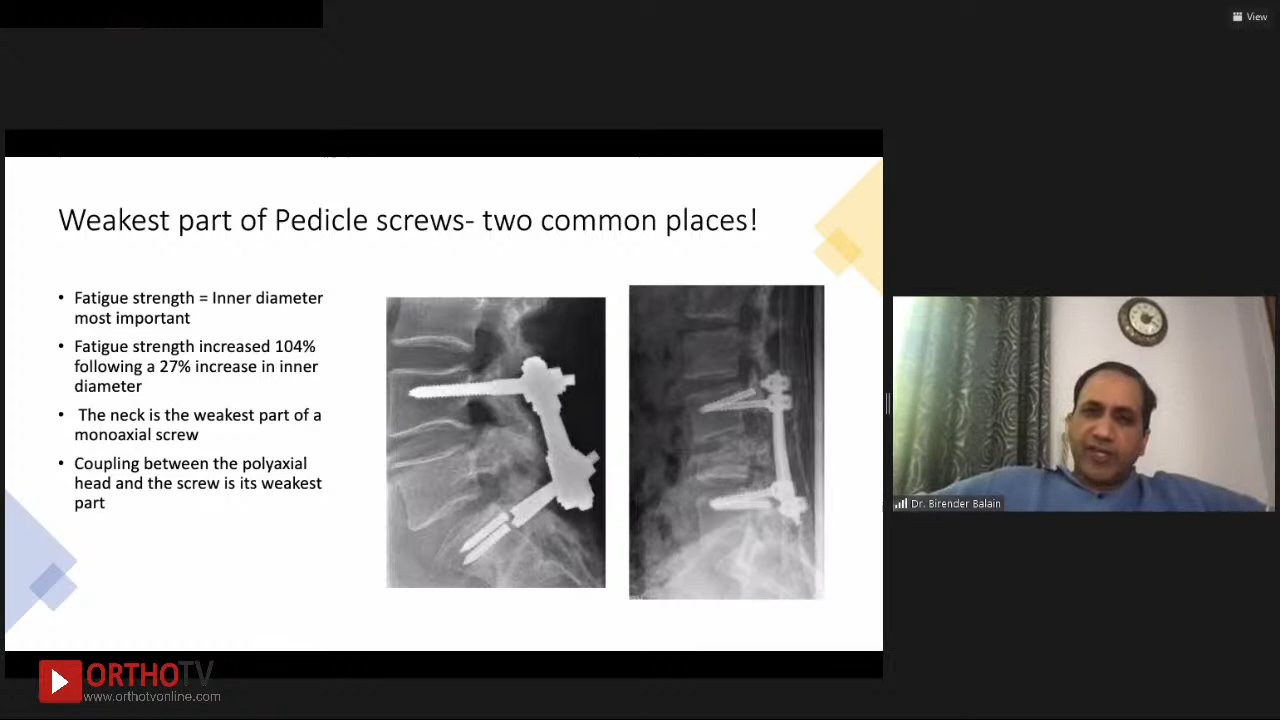 View
Weakest part of Pedicle screws- two common places!
• Fatigue strength = Inner diameter
most important
• Fatigue strength increased 104%
following a 27% increase in inner
diameter
• The neck is the weakest part of a
monoaxial screw
• Coupling between the polyaxial
head and the screw is its weakest
part
Dr. Birender Balain
ORTHOTV
www.orthotvonline.com